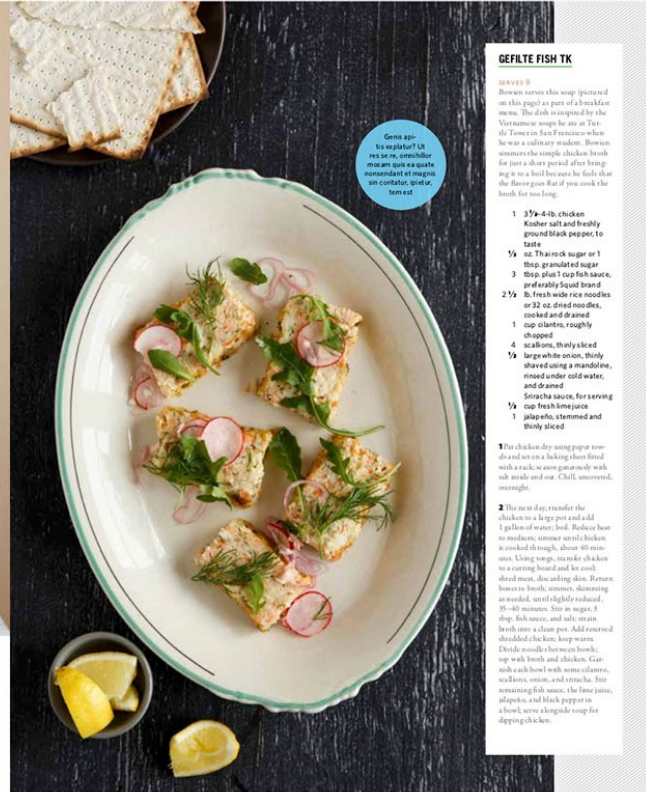 Genis api-
tis explatur? Ut
res se re, omnihillor
mosam quis ea quate
nonsendant et magnis
sin coritatur, ipietur,
tem est
GEFILTE FISH TK
SERVES 8
Bowien serves this soup (pictured
on this page) as part of a breakfast
menu. The dish is inspired by the
Vietnamese soups he ate at Tur-
tle Tower in San Francisco when
he was a culinary student. Bowien
simmers the simple chicken broth
for just a short period after bring-
ing it to a boil because he feels that
the flavor goes flat if you cook the
broth for too long.
1 3½-4-lb. chicken
Kosher salt and freshly
ground black pepper, to
taste
oz. Thai rock sugar or 1
tbsp. granulated sugar
3 tbsp. plus 1 cup fish sauce,
preferably Squid brand
2 ½ lb. fresh wide rice noodles
or 32 oz. dried noodles,
cooked and drained
1 cup cilantro, roughly
chopped
4 scallions, thinly sliced
½ large white onion, thinly
shaved using a mandoline,
rinsed under cold water,
and drained
Sriracha sauce, for serving
cup fresh lime juice
1 jalapeño, stemmed and
thinly sliced
1 Pat chicken dry using paper tow-
els and set on a baking sheet fitted
with a rack; season generously with
salt inside and out. Chill, uncovered,
overnight.
2 The next day, transfer the
chicken to a large pot and add
1 gallon of water; boil. Reduce heat
to medium; simmer until chicken
is cooked through, about 40 min-
utes. Using tongs, transfer chicken
to a cutting board and let cool;
shred meat, discarding skin. Return
bones to broth; simmer, skimming
as needed, until slightly reduced,
35–40 minutes. Stir in sugar, 3
tbsp. fish sauce, and salt; strain
broth into a clean pot. Add reserved
shredded chicken; keep warm.
Divide noodles between bowls;
top with broth and chicken. Gar-
nish each bowl with some cilantro,
scallions, onion, and sriracha. Stir
remaining fish sauce, the lime juice,
jalapeño, and black pepper in
a bowl; serve alongside soup for
dipping chicken.